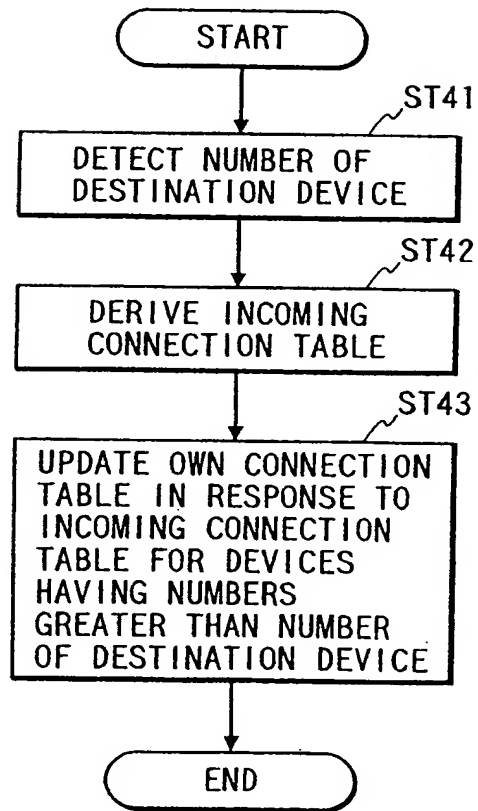 START
ST41
DETECT NUMBER OF
DESTINATION DEVICE
ST42
DERIVE INCOMING
CONNECTION TABLE
ST43
UPDATE OWN CONNECTION
TABLE IN RESPONSE TO
INCOMING CONNECTION
TABLE FOR DEVICES
HAVING NUMBERS
GREATER THAN NUMBER
OF DESTINATION DEVICE
END